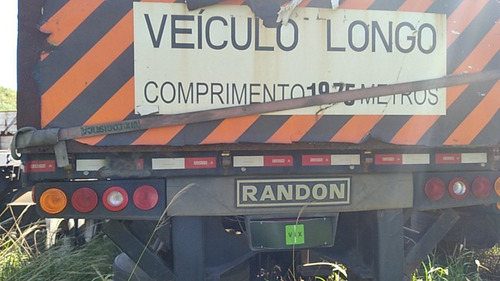 VEÍCULO LONGO
COMPRIMENTO 19,75 METROS
RANDON